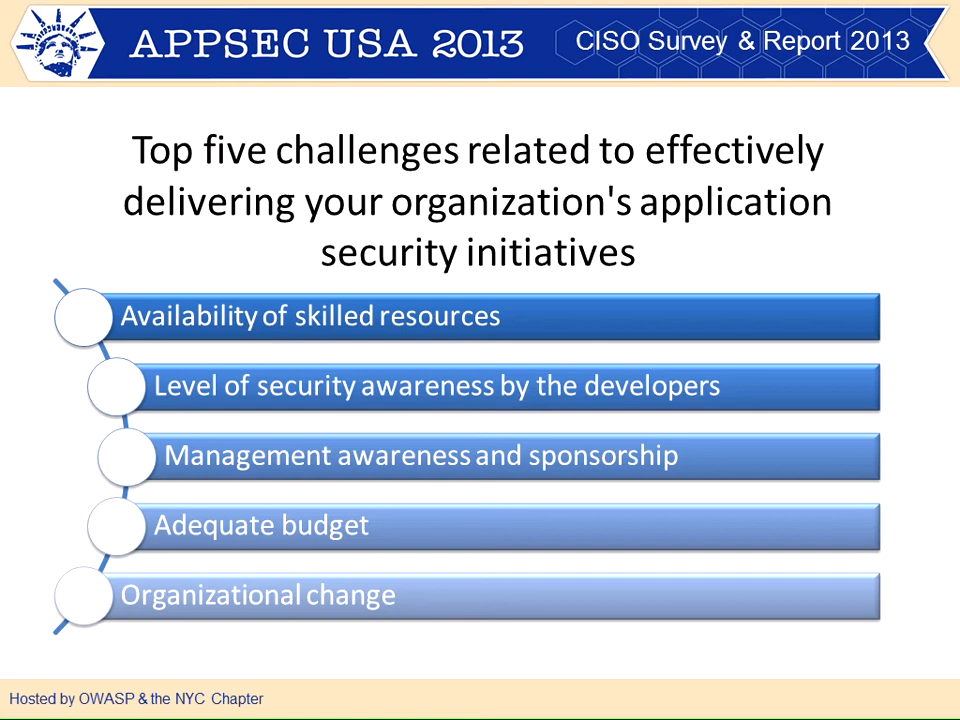 APPSEC USA 2013
CISO Survey & Report 2013
Top five challenges related to effectively
delivering your organization's application
security initiatives
Availability of skilled resources
Level of security awareness by the developers
Management awareness and sponsorship
Adequate budget
Organizational change
Hosted by OWASP & the NYC Chapter